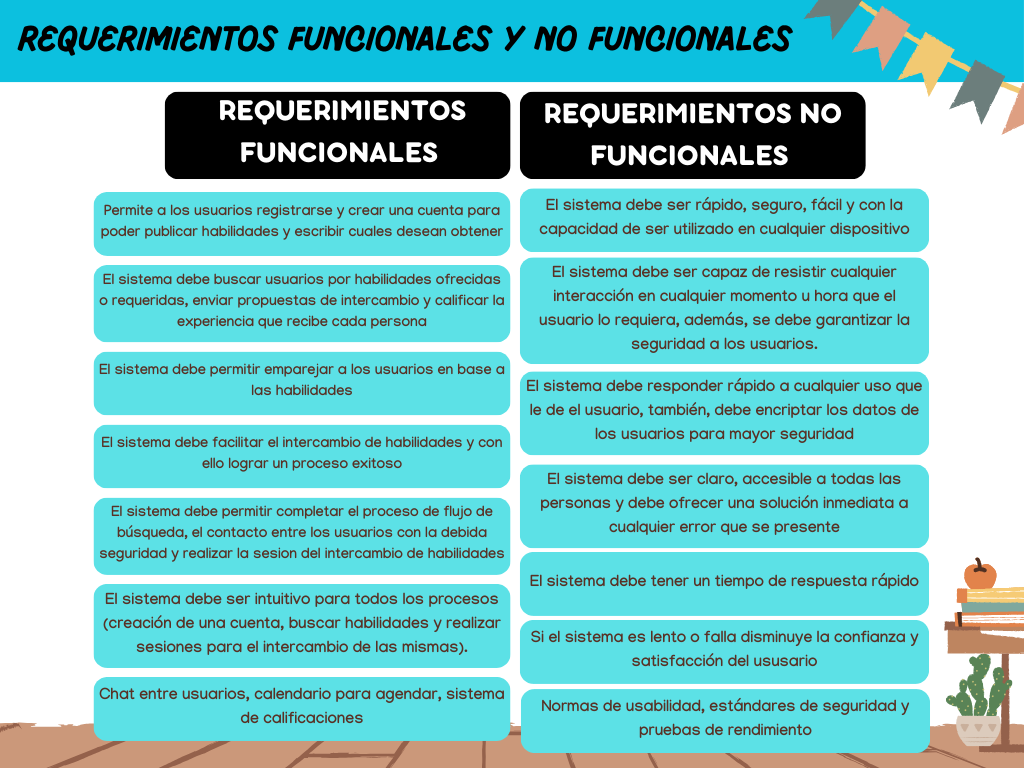 REQUERIMIENTOS FUNCIONALES Y NO FUNCIONALES
REQUERIMIENTOS
FUNCIONALES
Permite a los usuarios registrarse y crear una cuenta para
poder publicar habilidades y escribir cuales desean obtener
El sistema debe buscar usuarios por habilidades ofrecidas
o requeridas, enviar propuestas de intercambio y calificar la
experiencia que recibe cada persona
El sistema debe permitir emparejar a los usuarios en base a
las habilidades
El sistema debe facilitar el intercambio de habilidades y con
ello lograr un proceso exitoso
El sistema debe permitir completar el proceso de flujo de
búsqueda, el contacto entre los usuarios con la debida
seguridad y realizar la sesion del intercambio de habilidades
El sistema debe ser intuitivo para todos los procesos
(creación de una cuenta, buscar habilidades y realizar
sesiones para el intercambio de las mismas).
Chat entre usuarios, calendario para agendar, sistema
de calificaciones
REQUERIMIENTOS NO
FUNCIONALES
El sistema debe ser rápido, seguro, fácil y con la
capacidad de ser utilizado en cualquier dispositivo
El sistema debe ser capaz de resistir cualquier
interacción en cualquier momento u hora que el
usuario lo requiera, además, se debe garantizar la
seguridad a los usuarios.
El sistema debe responder rápido a cualquier uso que
le de el usuario, también, debe encriptar los datos de
los usuarios para mayor seguridad
El sistema debe ser claro, accesible a todas las
personas y debe ofrecer una solución inmediata a
cualquier error que se presente
El sistema debe tener un tiempo de respuesta rápido
Si el sistema es lento o falla disminuye la confianza y
satisfacción del ususario
Normas de usabilidad, estándares de seguridad y
pruebas de rendimiento